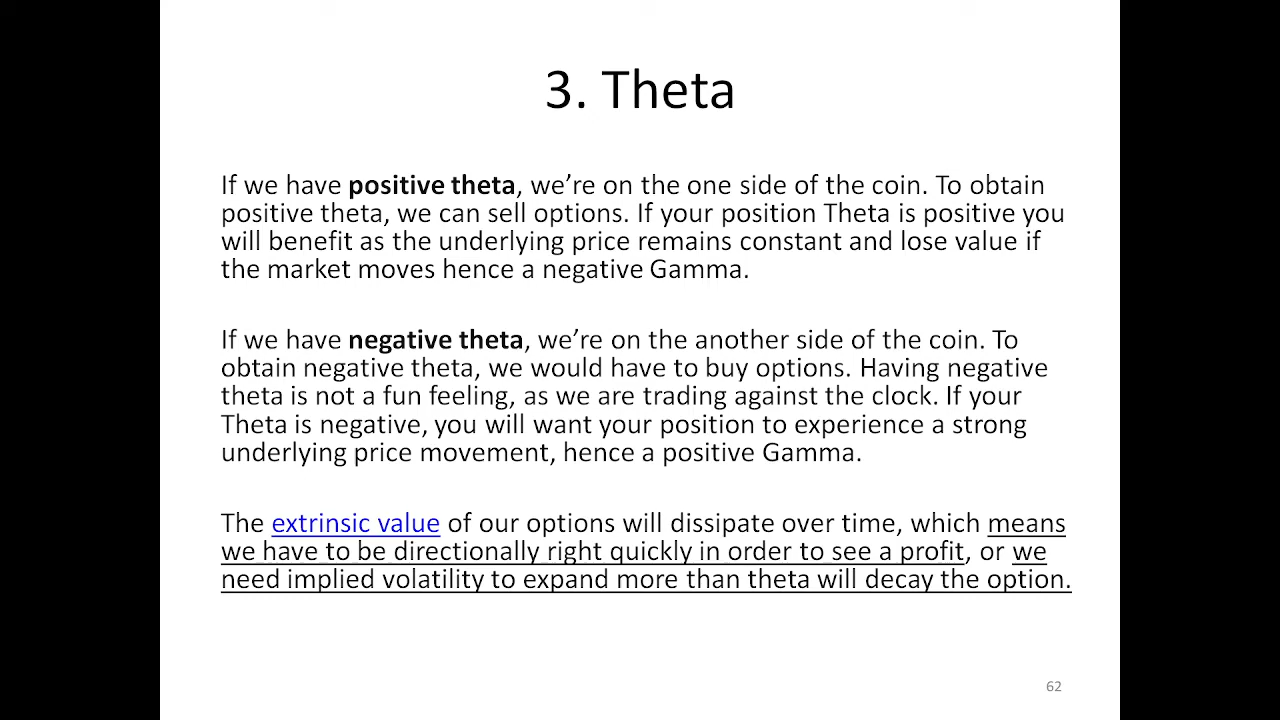 3. Theta
If we have positive theta, we’re on the one side of the coin. To obtain
positive theta, we can sell options. If your position Theta is positive you
will benefit as the underlying price remains constant and lose value if
the market moves hence a negative Gamma.
If we have negative theta, we’re on the another side of the coin. To
obtain negative theta, we would have to buy options. Having negative
theta is not a fun feeling, as we are trading against the clock. If your
Theta is negative, you will want your position to experience a strong
underlying price movement, hence a positive Gamma.
The extrinsic value of our options will dissipate over time, which means
we have to be directionally right quickly in order to see a profit, or we
need implied volatility to expand more than theta will decay the option.
62